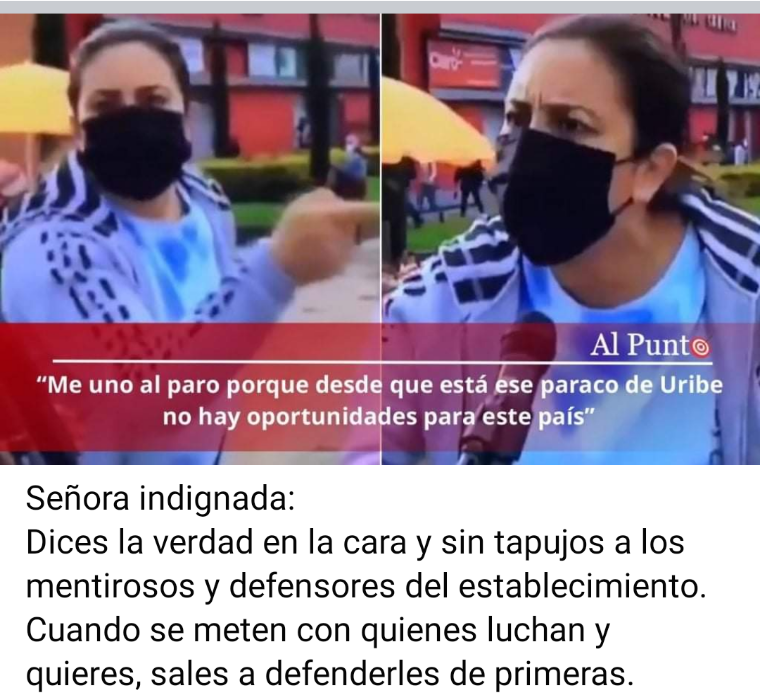 Claro-
Al Punto
“Me uno al paro porque desde que está ese paraco de Uribe
no hay oportunidades para este país”
Señora indignada:
Dices la verdad en la cara y sin tapujos a los
mentirosos y defensores del establecimiento.
Cuando se meten con quienes luchan y
quieres, sales a defenderles de primeras.